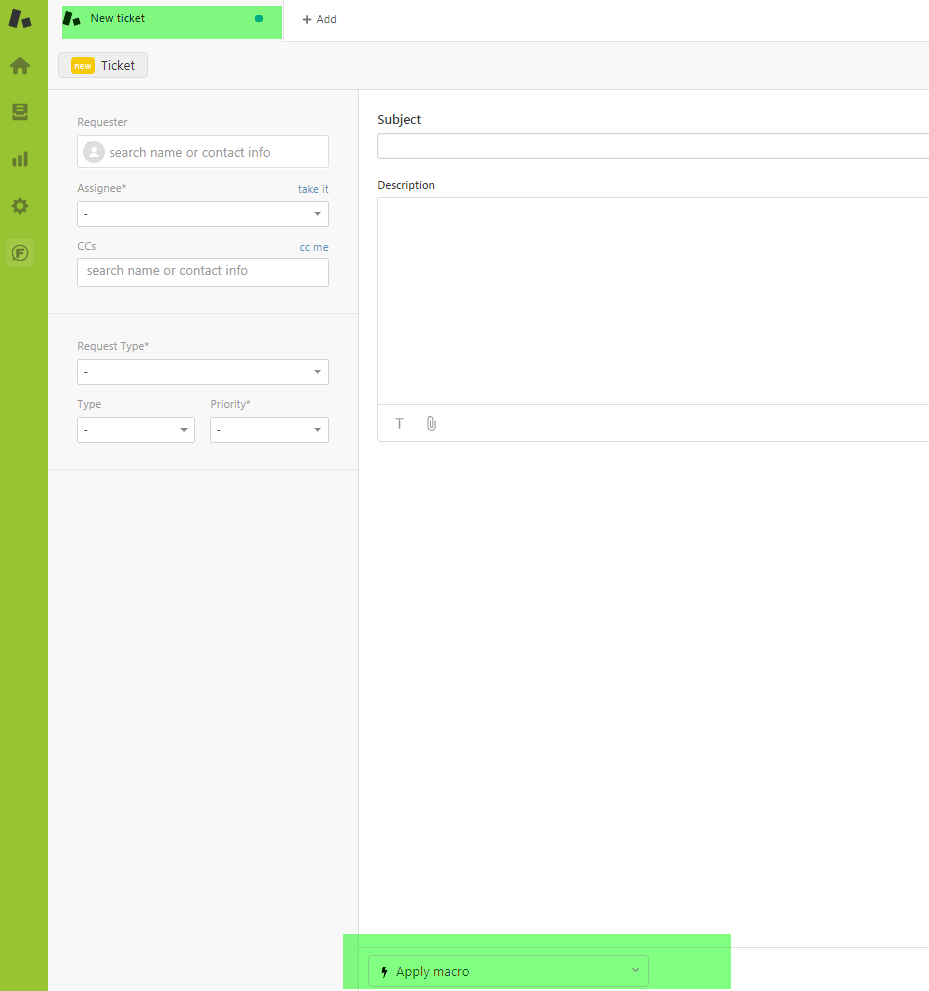 New ticket
+ Add
new Ticket
Requester
search name or contact info
Assignee*
take it
-
CCs
cc me
search name or contact info
Request Type*
-
Type
Priority*
-
-
Subject
Description
T
Apply macro